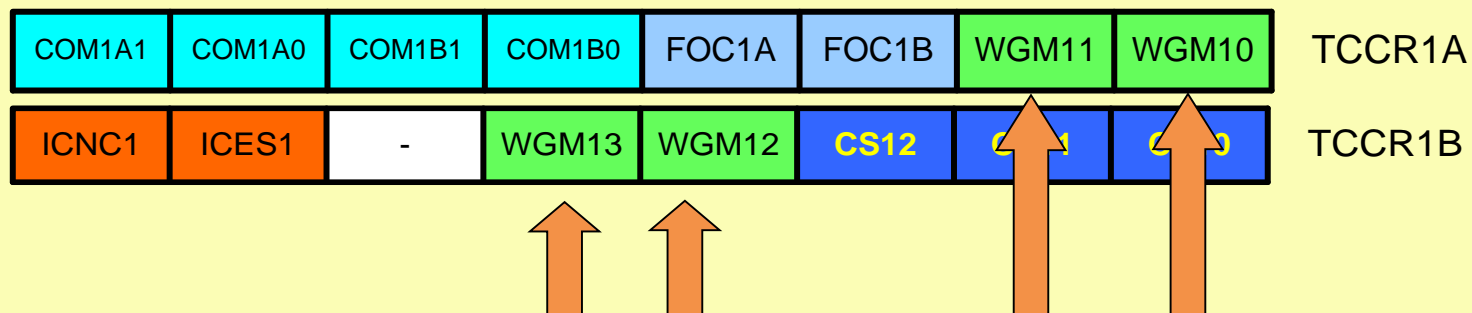 COM1A1 COM1A0 COM1B1 COM1B0 FOC1A FOC1B WGM11 WGM10 TCCR1A
ICNC1 ICES1 - WGM13 WGM12 CS12 TCCR1B